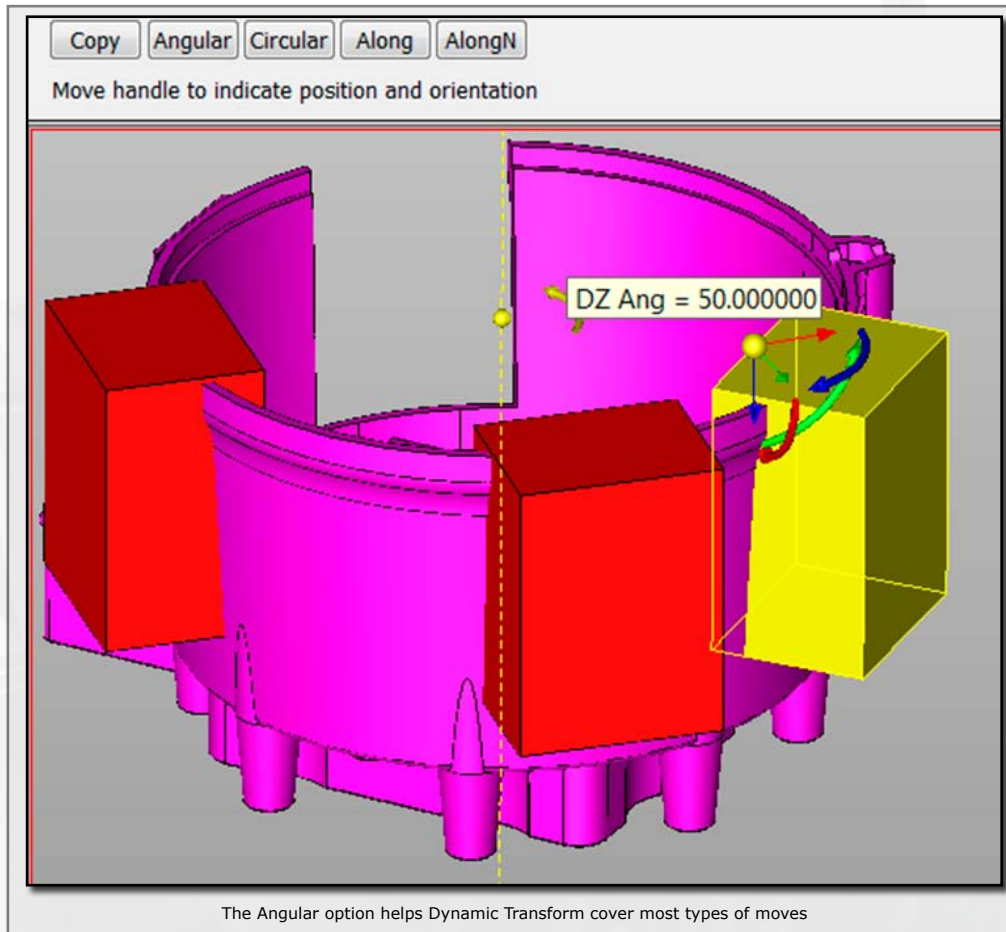 Copy Angular Circular Along AlongN
Move handle to indicate position and orientation
DZ Ang = 50.000000
The Angular option helps Dynamic Transform cover most types of moves